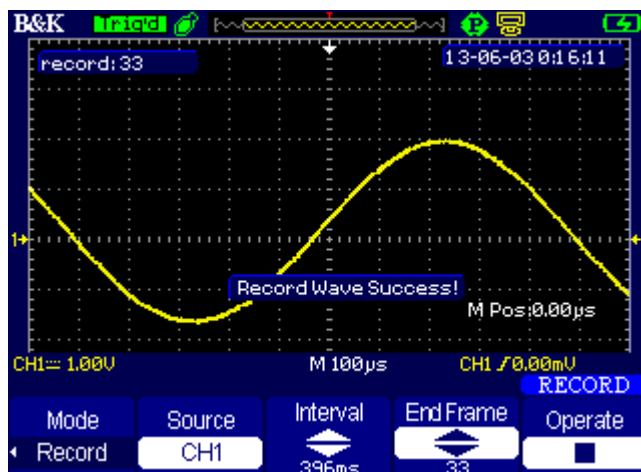 B&K Trig'd P
record:33 13-06-03 0:16:11
1
Record Wave Success!
M Pos:0.00µs
CH1 1.00V M 100µs CH1 0.00mV
RECORD
Mode Source Interval End Frame Operate
Record CH1 396ms 33